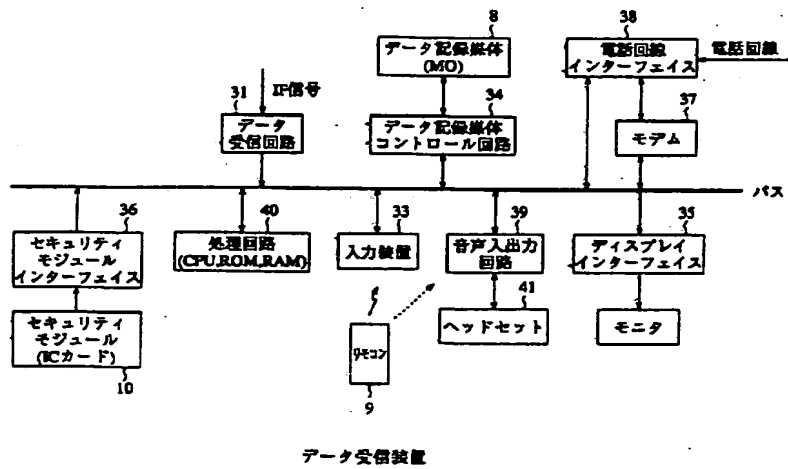 8
データ記録媒体
(MO)
38
電話回線
インターフェイス
電話回線
IF信号
31
データ
受信回路
34
データ記録媒体
コントロール回路
37
モデム
バス
36
セキュリティ
モジュール
インターフェイス
40
処理回路
(CPU,ROM,RAM)
33
入力装置
39
音声入出力
回路
35
ディスプレイ
インターフェイス
セキュリティ
モジュール
(ICカード)
10
リモコン
9
41
ヘッドセット
モニタ
データ受信装置